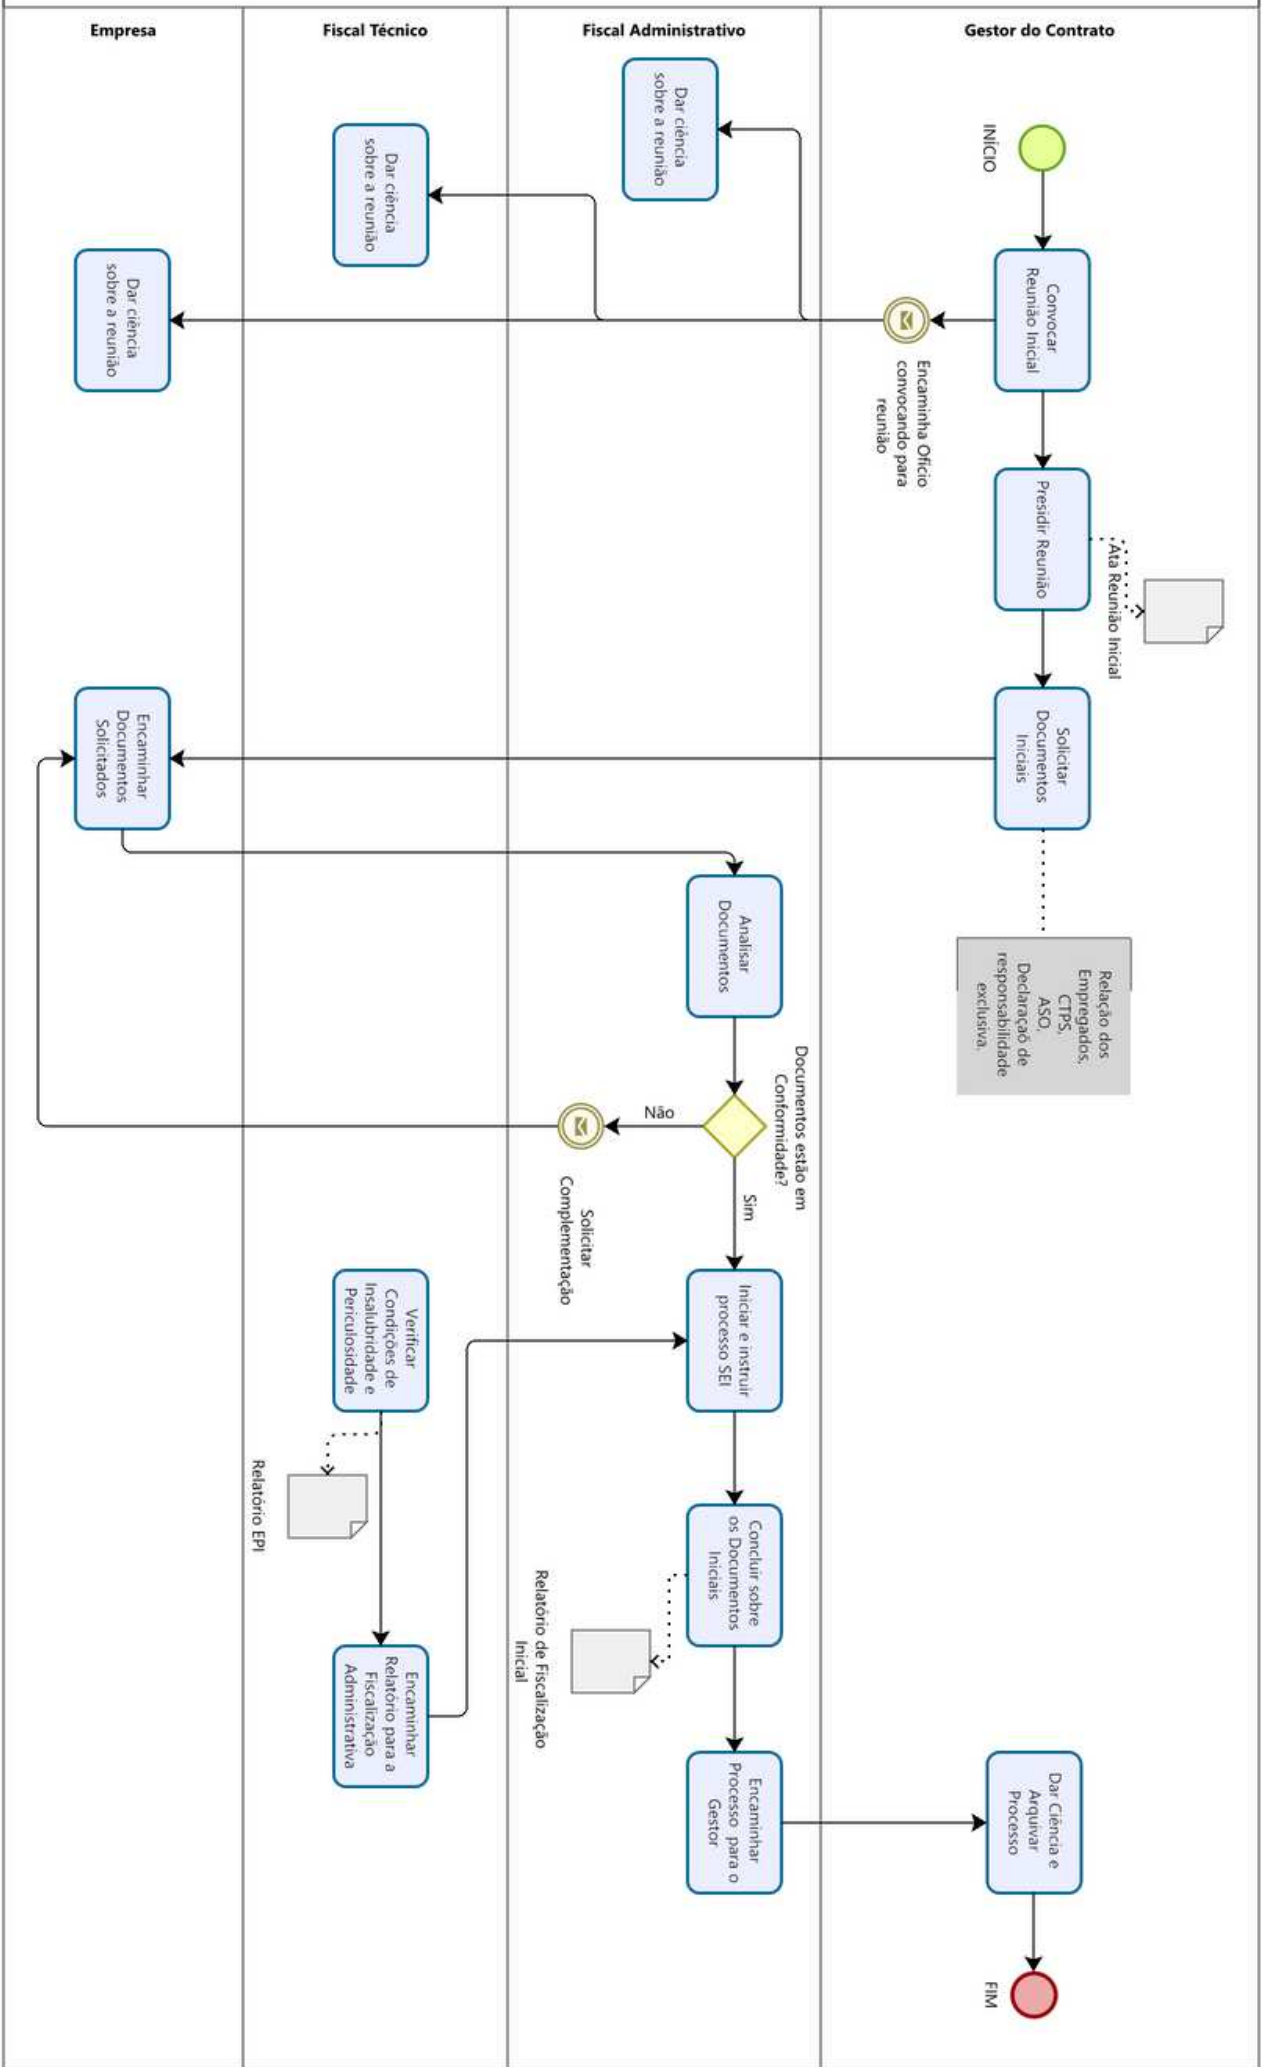 Empresa
Fiscal Técnico
Fiscal Administrativo
Gestor do Contrato
INÍCIO
Convocar
Reunião Inicial
Encaminha Ofício
convocando para
reunião
Dar ciência
sobre a reunião
Dar ciência
sobre a reunião
Dar ciência
sobre a reunião
Presidir Reunião
Ata Reunião Inicial
Solicitar
Documentos
Iniciais
Relação dos
Empregados,
CTPS,
ASO,
Declaraçaõ de
responsabilidade
exclusiva.
Encaminhar
Documentos
Solicitados
Analisar
Documentos
Documentos estão em
Conformidade?
Não
Sim
Solicitar
Complementação
Iniciar e instruir
processo SEI
Verificar
Condições de
Insalubridade e
Periculosidade
Relatório EPI
Encaminhar
Relatório para a
Fiscalização
Administrativa
Concluir sobre
os Documentos
Iniciais
Relatório de Fiscalização
Inicial
Encaminhar
Processo para o
Gestor
Dar Ciência e
Arquivar
Processo
FIM